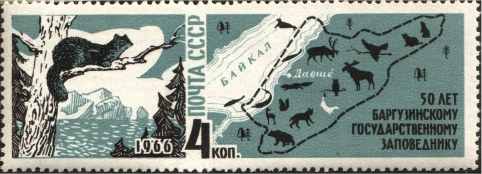 ПОЧТА СССР
1966
4 КОП.
БАЙКАЛ
Давше
50 ЛЕТ
БАРГУЗИНСКОМУ
ГОСУДАРСТВЕННОМУ
ЗАПОВЕДНИКУ